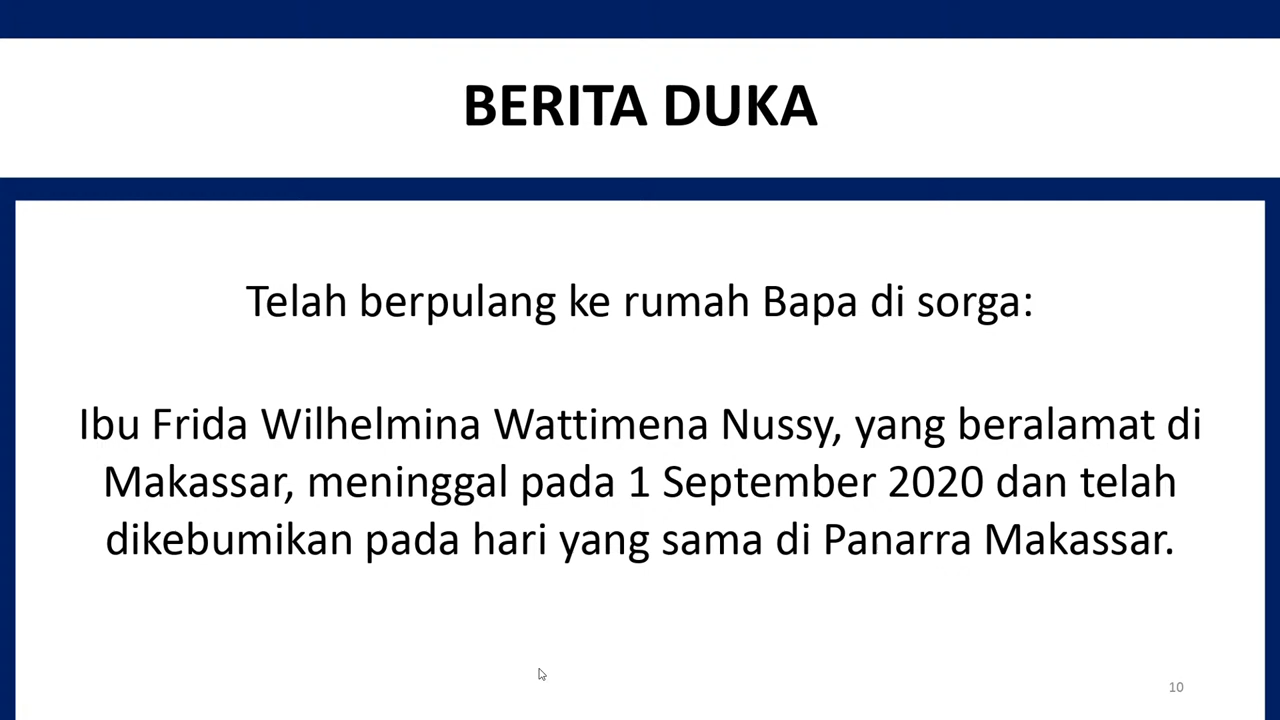 BERITA DUKA
Telah berpulang ke rumah Bapa di sorga:
Ibu Frida Wilhelmina Wattimena Nussy, yang beralamat di
Makassar, meninggal pada 1 September 2020 dan telah
dikebumikan pada hari yang sama di Panarra Makassar.
10